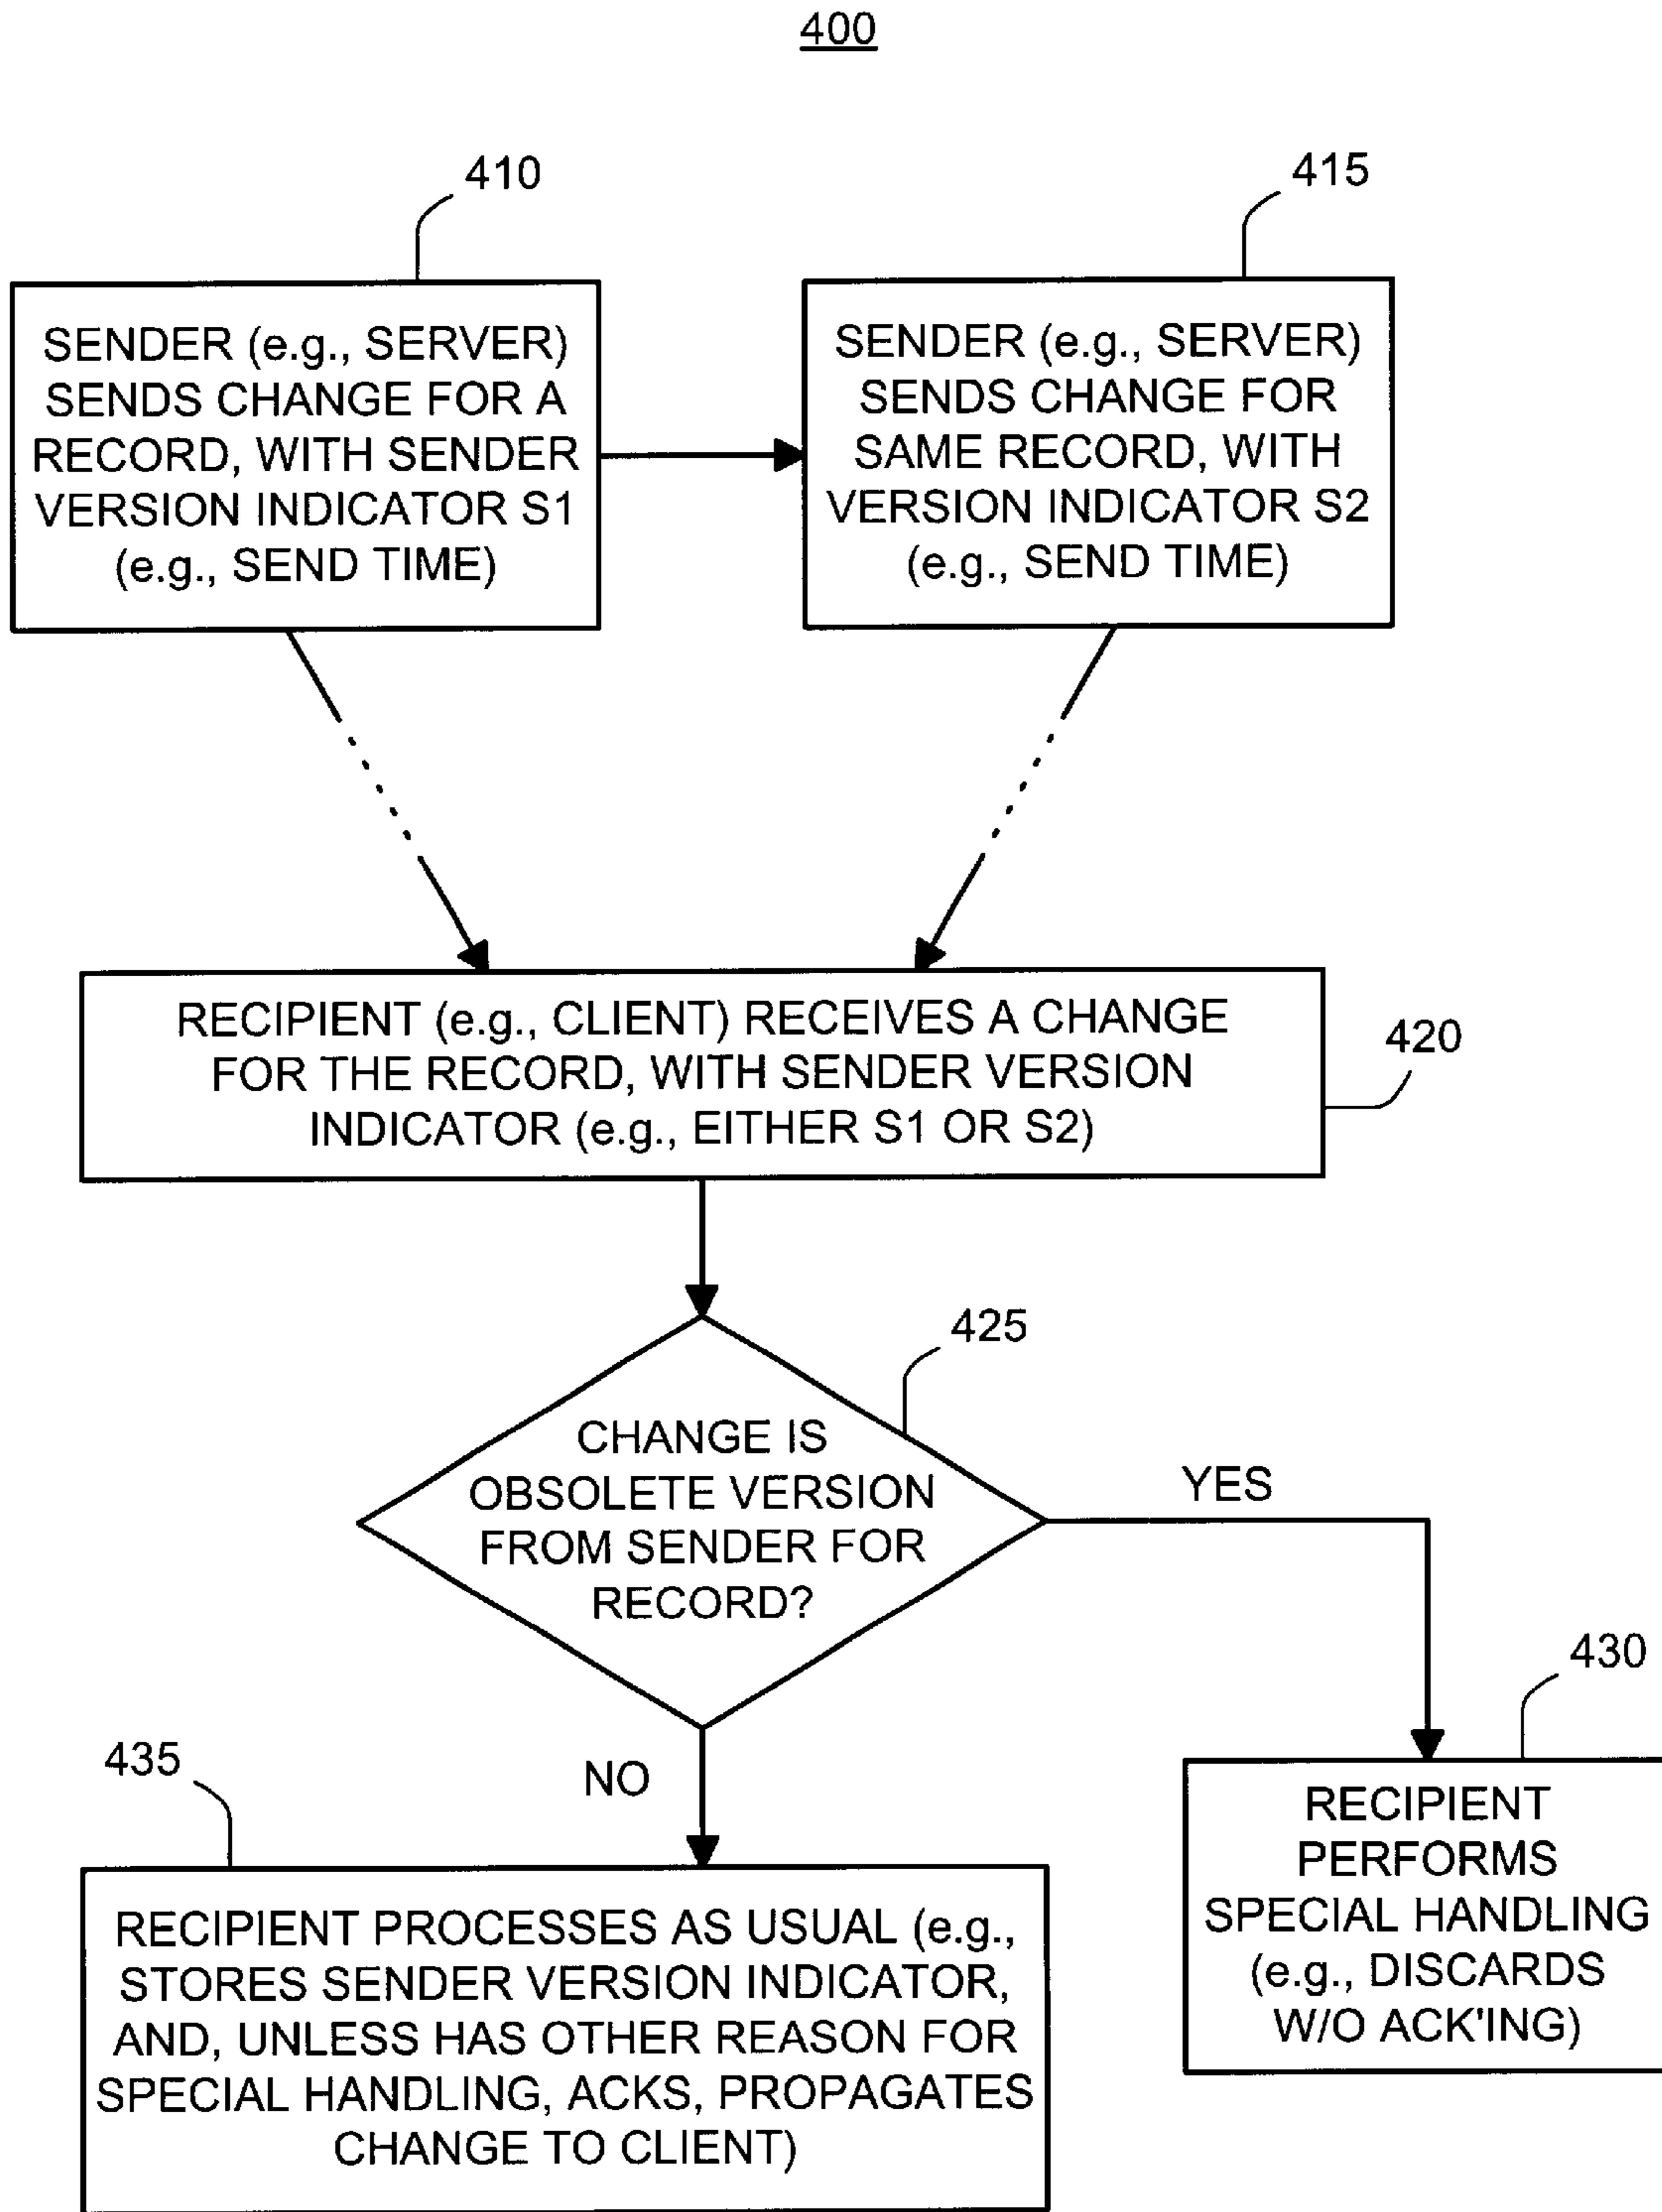 400
410
415
SENDER (e.g., SERVER)
SENDS CHANGE FOR A
RECORD, WITH SENDER
VERSION INDICATOR S1
(e.g., SEND TIME)
SENDER (e.g., SERVER)
SENDS CHANGE FOR
SAME RECORD, WITH
VERSION INDICATOR S2
(e.g., SEND TIME)
RECIPIENT (e.g., CLIENT) RECEIVES A CHANGE
FOR THE RECORD, WITH SENDER VERSION
INDICATOR (e.g., EITHER S1 OR S2)
420
425
CHANGE IS
OBSOLETE VERSION
FROM SENDER FOR
RECORD?
YES
NO
430
RECIPIENT
PERFORMS
SPECIAL HANDLING
(e.g., DISCARDS
W/O ACK'ING)
435
RECIPIENT PROCESSES AS USUAL (e.g.,
STORES SENDER VERSION INDICATOR,
AND, UNLESS HAS OTHER REASON FOR
SPECIAL HANDLING, ACKS, PROPAGATES
CHANGE TO CLIENT)